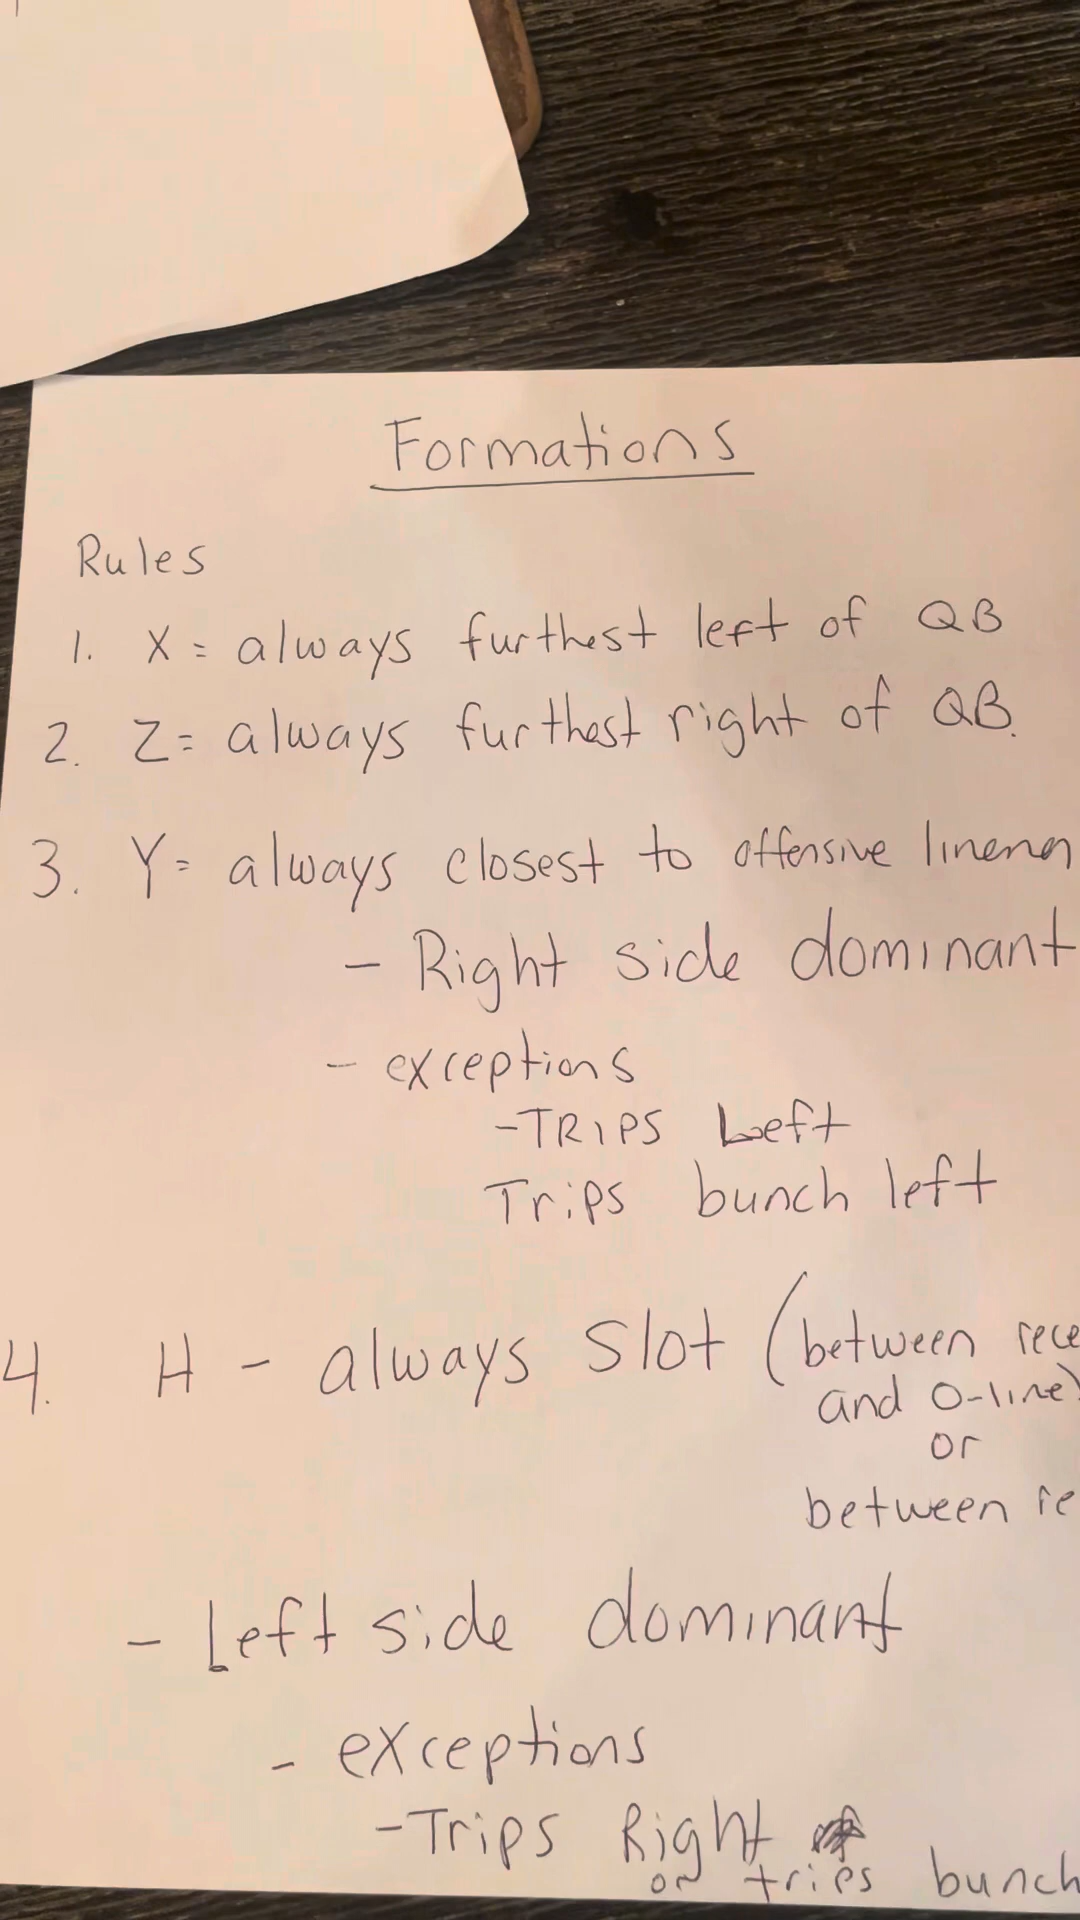 Formations
Rules
1. X = always furthest left of QB
2. Z = always furthest right of QB.
3. Y = always closest to offensive lineman
- Right side dominant
- exceptions
- TRIPS Left
Trips bunch left
4. H - always slot (between
and O-line)
or
between
- Left side dominant
- exceptions
- Trips Right
or trips bunch